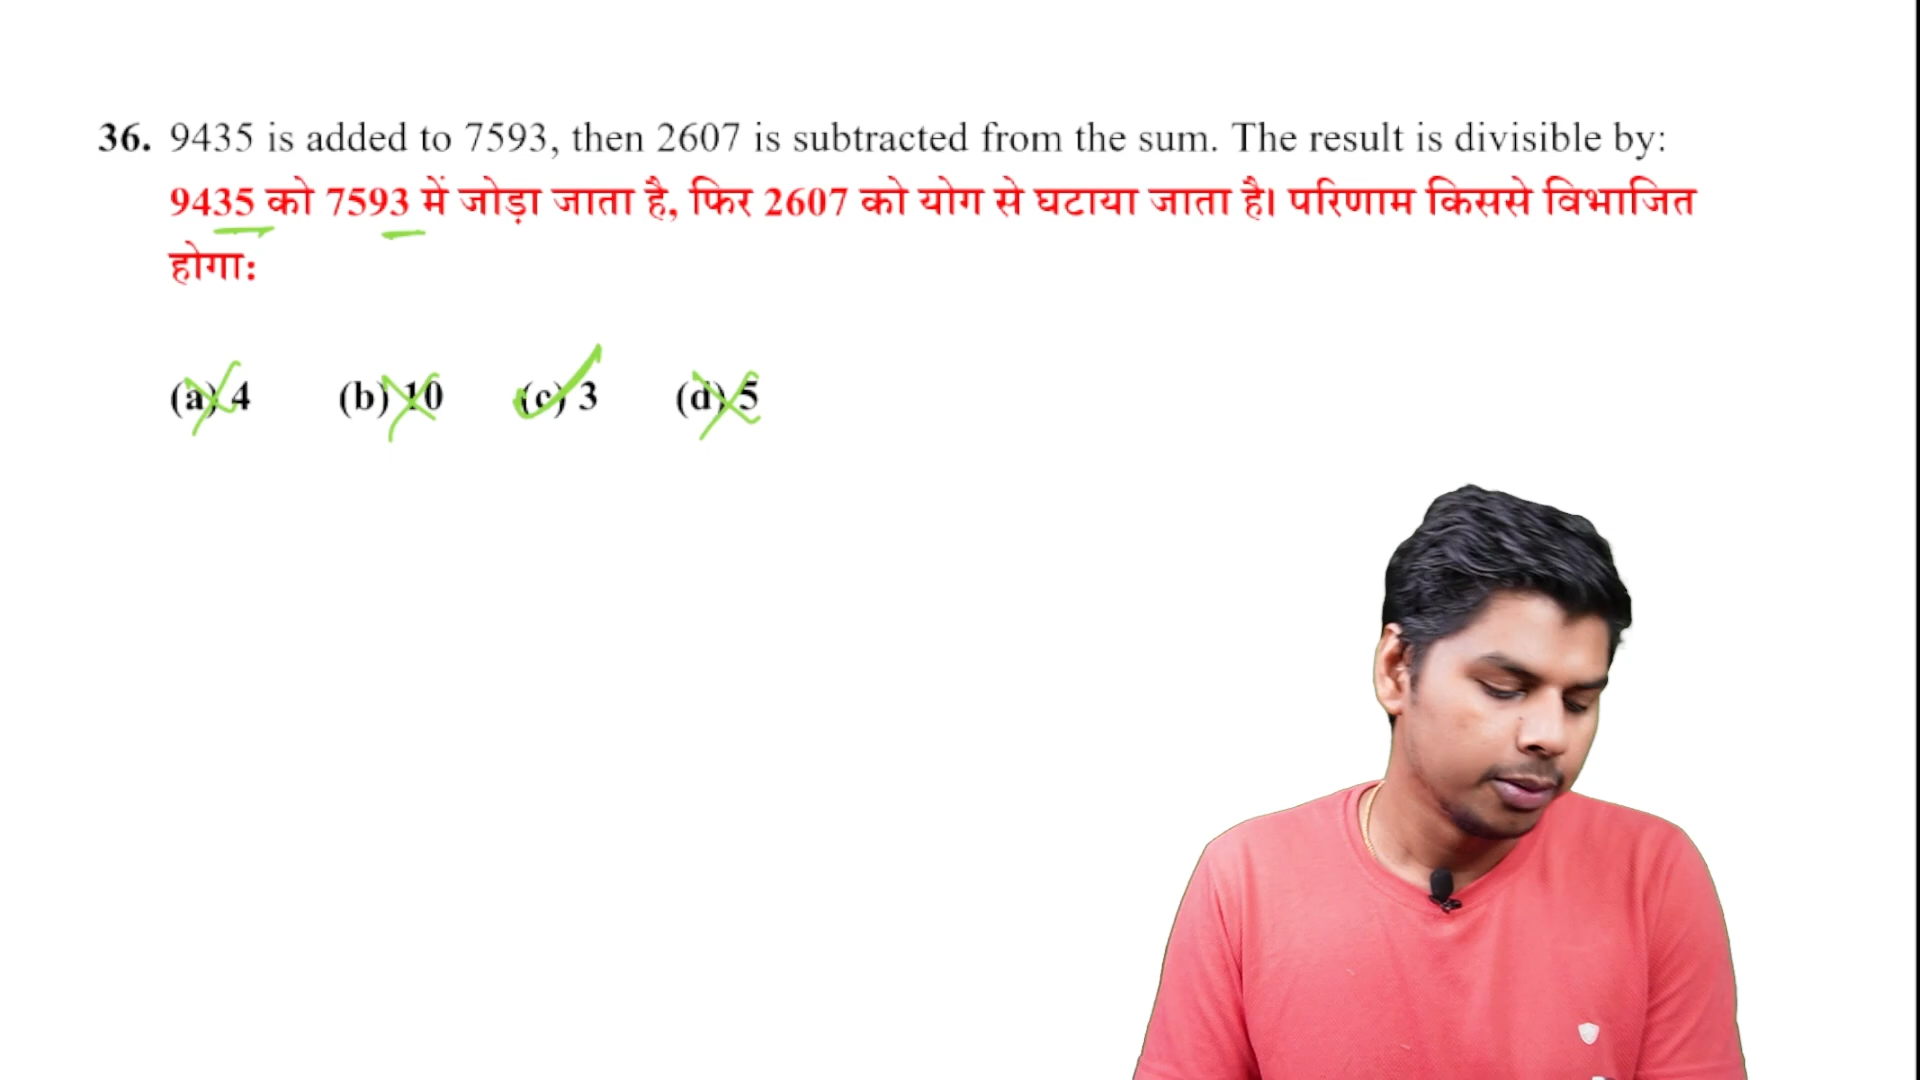 36. 9435 is added to 7593, then 2607 is subtracted from the sum. The result is divisible by:
9435 को 7593 में जोड़ा जाता है, फिर 2607 को योग से घटाया जाता है। परिणाम किससे विभाजित
होगा:
(a) 4 (b) 10 (c) 3 (d) 5